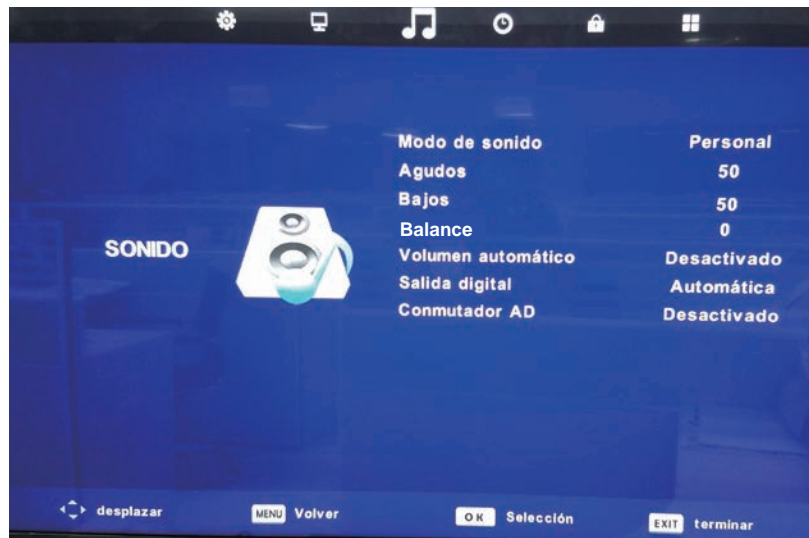 Modo de sonido Personal
Agudos 50
Bajos 50
Balance 0
SONIDO
Volumen automático Desactivado
Salida digital Automática
Conmutador AD Desactivado
desplazar MENU Volver OK Selección EXIT terminar